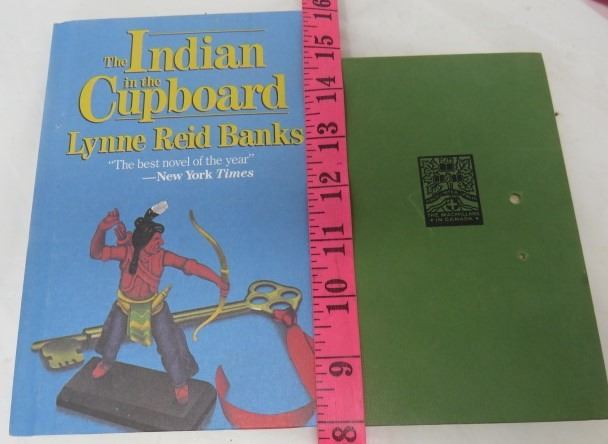 The Indian
in the
Cupboard
Lynne Reid Banks
"The best novel of the year"
—New York Times
16
15
14
13
12
11
10
9
8
THE MACMILLANS
IN CANADA